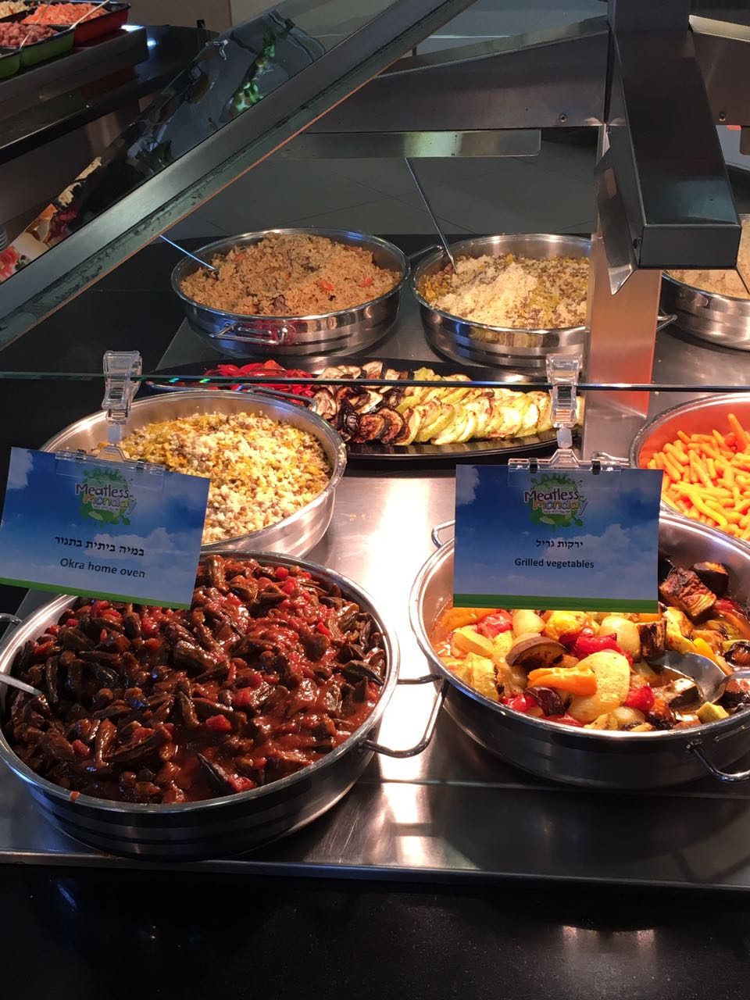 Meatless
Monday
במיה ביתית בתנור
Okra home oven
Meatless
Monday
ירקות גריל
Grilled vegetables